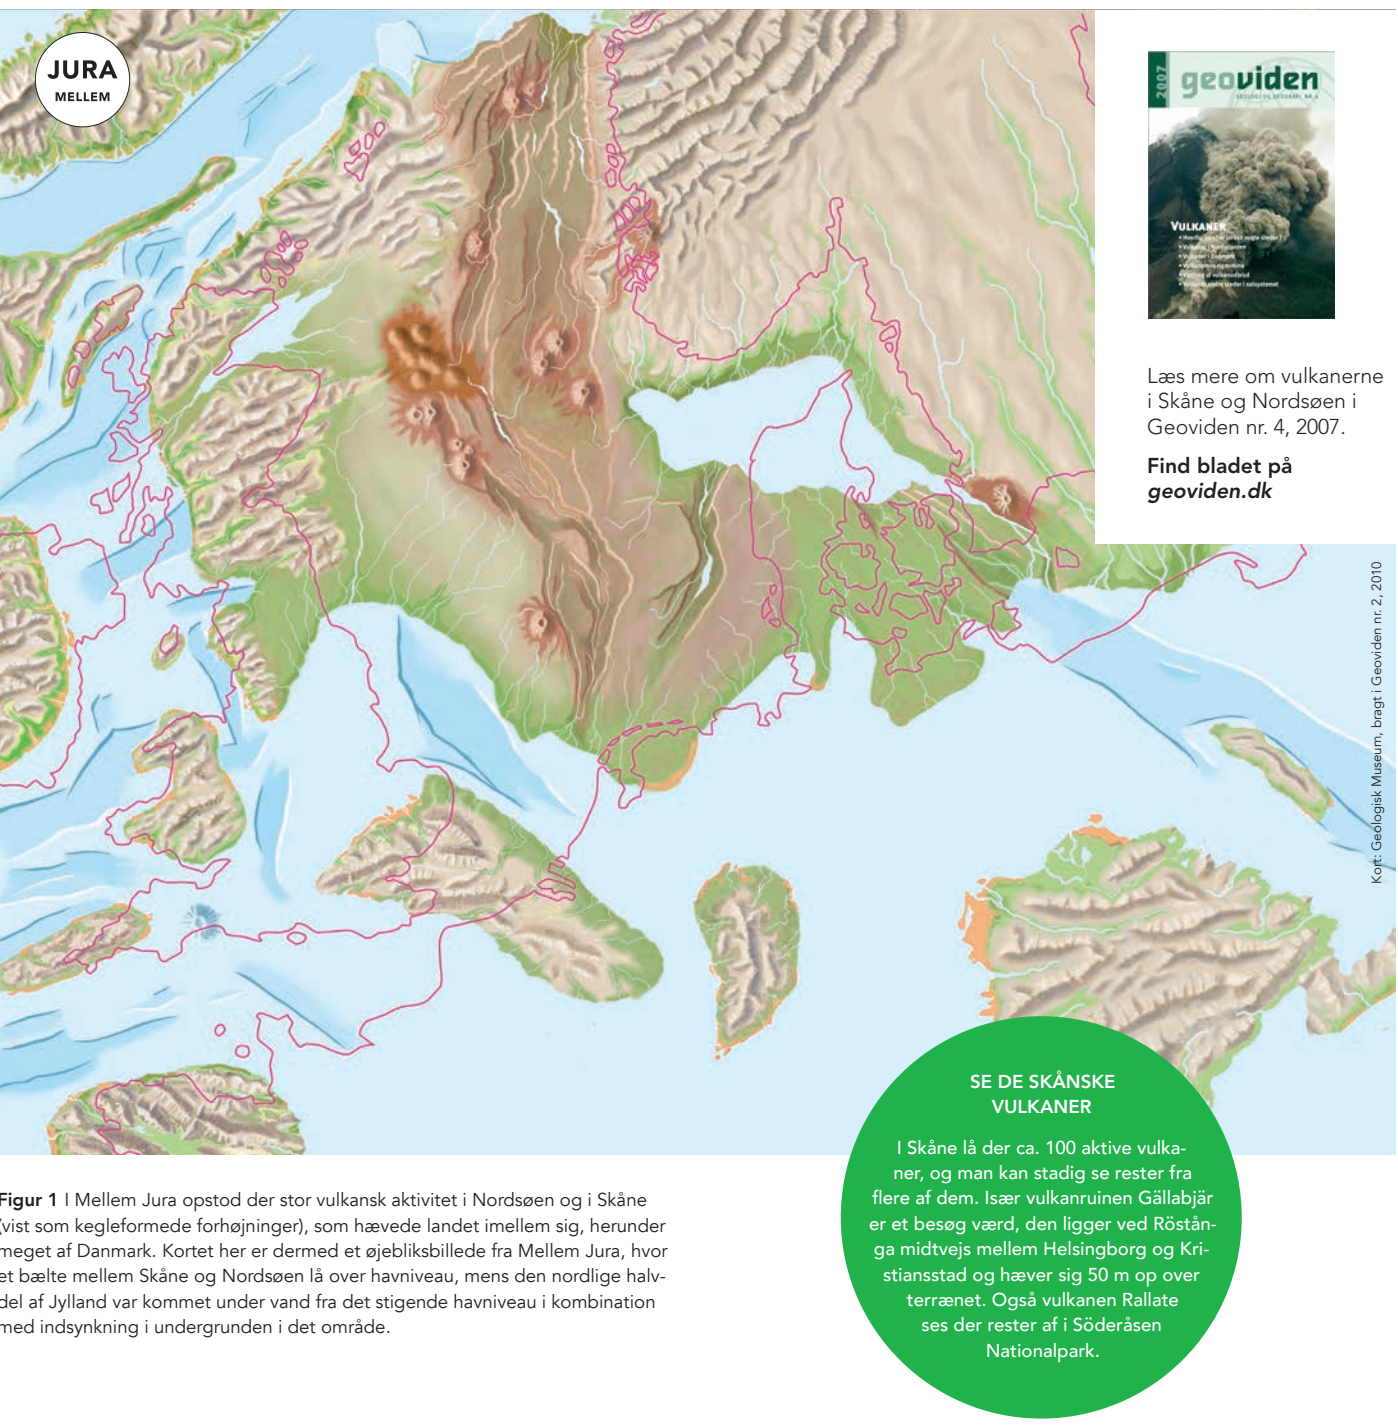 JURA
MELLEM
2007
geoviden
GEOLOGI OG GEOGRAFI NR. 4
VULKANER
• Vulkaner i Danmark
Læs mere om vulkanerne
i Skåne og Nordsøen i
Geoviden nr. 4, 2007.
Find bladet på
geoviden.dk
Kort: Geologisk Museum, bragt i Geoviden nr. 2, 2010
Figur 1 I Mellem Jura opstod der stor vulkansk aktivitet i Nordsøen og i Skåne
(vist som kegleformede forhøjninger), som hævede landet imellem sig, herunder
meget af Danmark. Kortet her er dermed et øjebliksbillede fra Mellem Jura, hvor
et bælte mellem Skåne og Nordsøen lå over havniveau, mens den nordlige halv-
del af Jylland var kommet under vand fra det stigende havniveau i kombination
med indsynkning i undergrunden i det område.
SE DE SKÅNSKE
VULKANER
I Skåne lå der ca. 100 aktive vulka-
ner, og man kan stadig se rester fra
flere af dem. Især vulkanruinen Gällabjär
er et besøg værd, den ligger ved Röstån-
ga midtvejs mellem Helsingborg og Kri-
stiansstad og hæver sig 50 m op over
terrænet. Også vulkanen Rallate
ses der rester af i Söderåsen
Nationalpark.